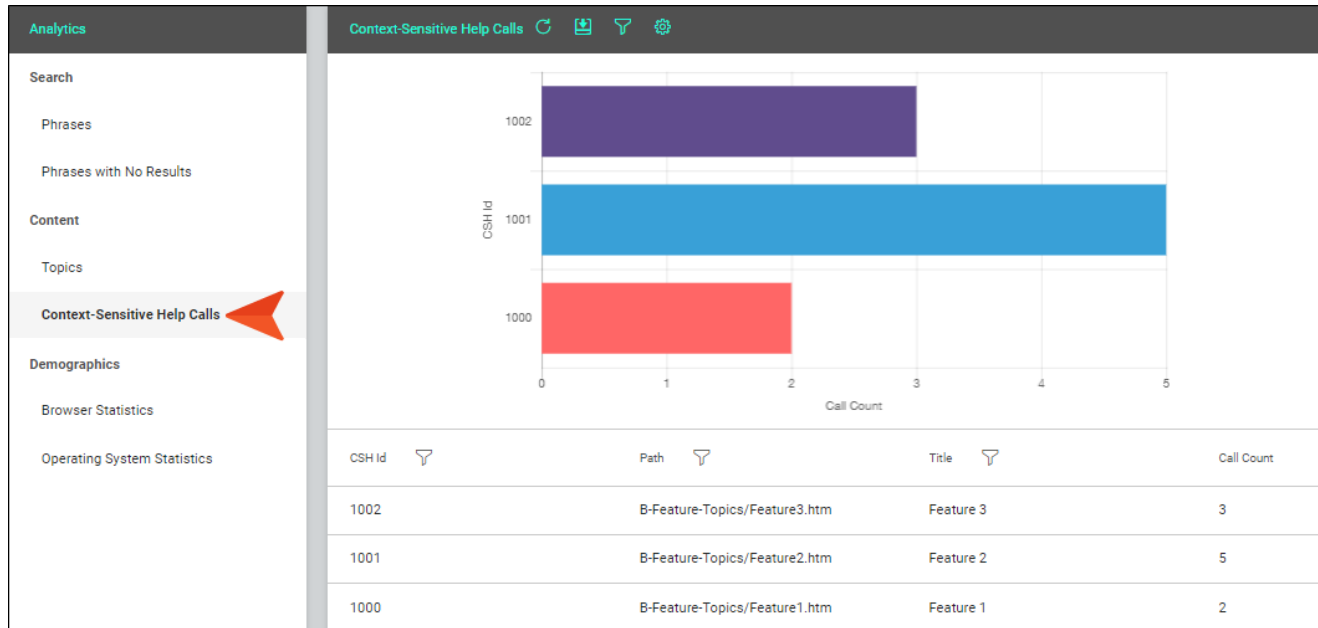 Analytics
Context-Sensitive Help Calls
Search
Phrases
Phrases with No Results
Content
Topics
Context-Sensitive Help Calls
Demographics
Browser Statistics
Operating System Statistics
CSH Id
1002
1001
1000
0 1 2 3 4 5
Call Count
CSH Id Path Title Call Count
1002 B-Feature-Topics/Feature3.htm Feature 3 3
1001 B-Feature-Topics/Feature2.htm Feature 2 5
1000 B-Feature-Topics/Feature1.htm Feature 1 2